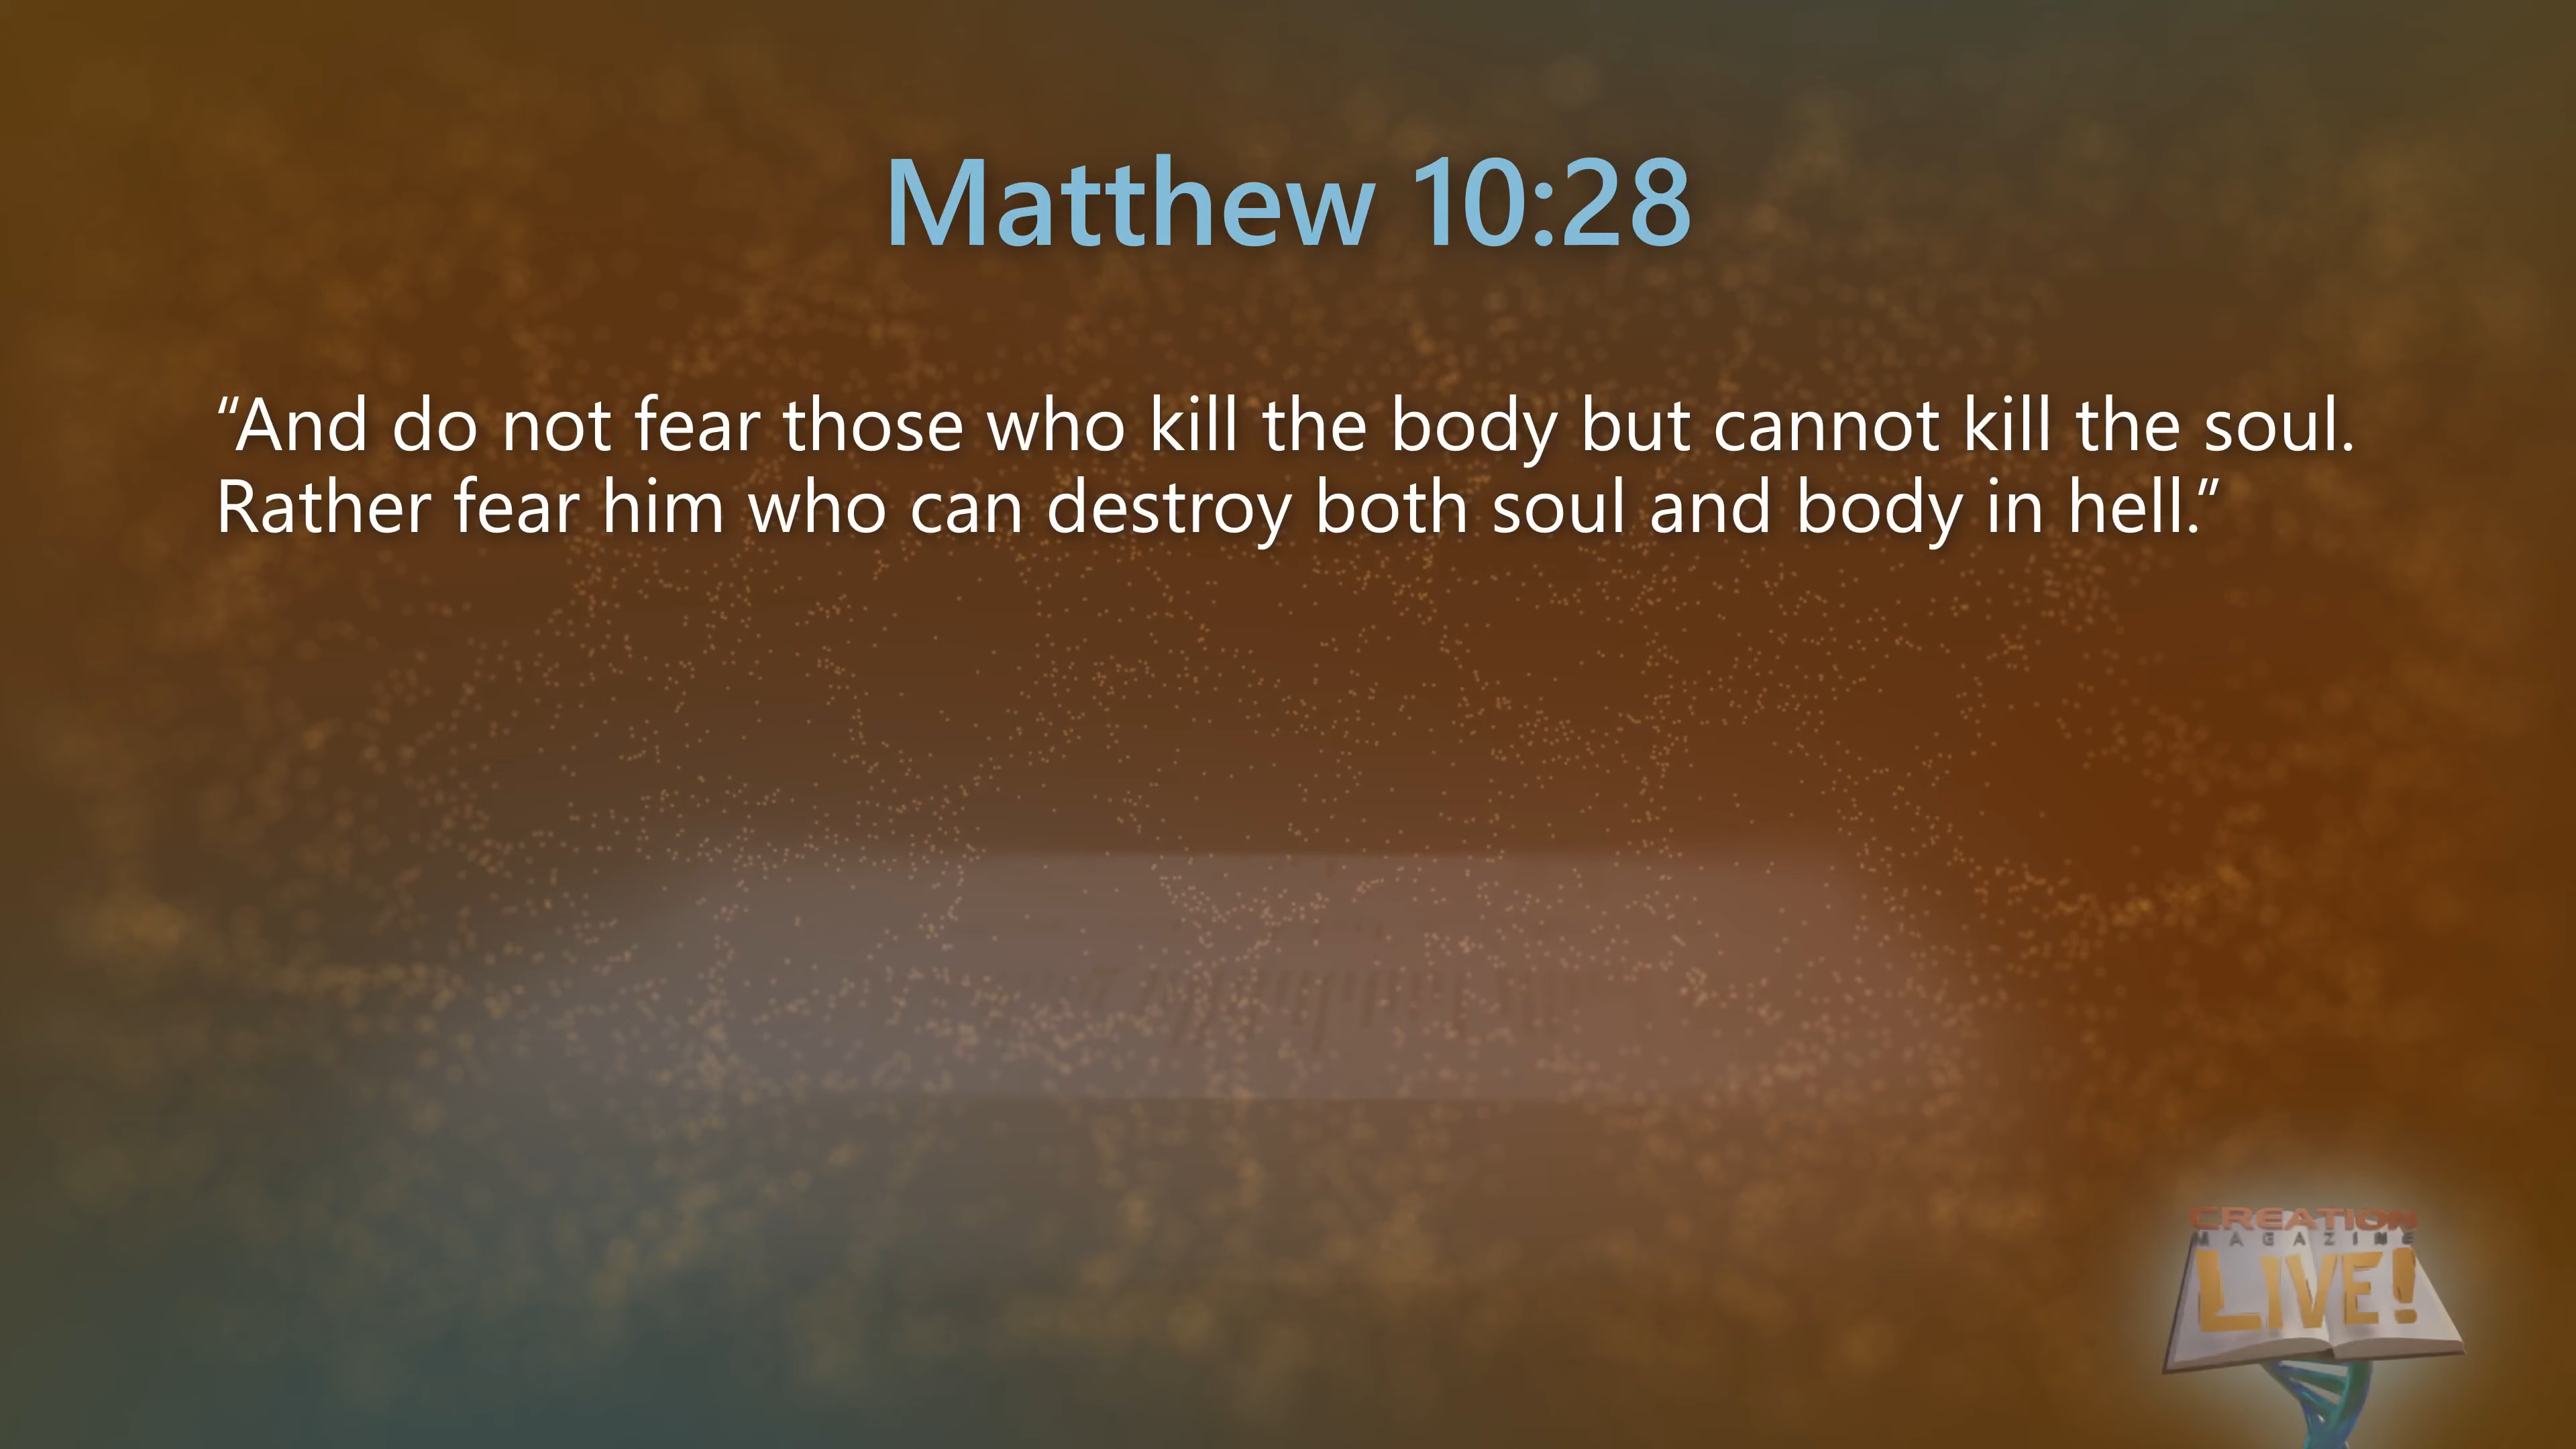 Matthew 10:28
“And do not fear those who kill the body but cannot kill the soul.
Rather fear him who can destroy both soul and body in hell.”
CREATION
MAGAZINE
LIVE!